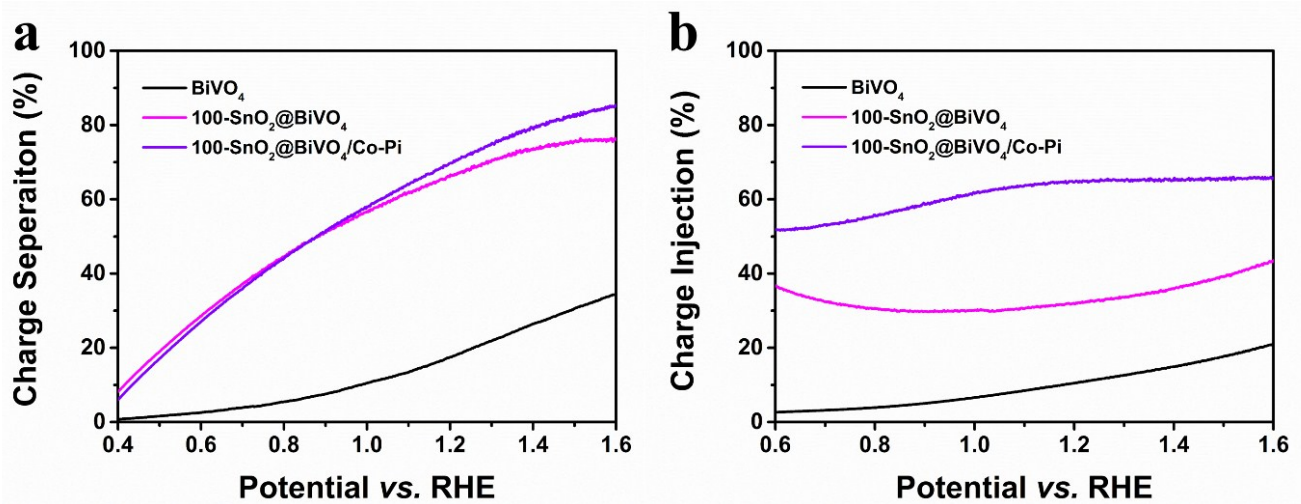 a
Charge Seperaiton (%)
100
80
60
40
20
0
BiVO₄
100-SnO₂@BiVO₄
100-SnO₂@BiVO₄/Co-Pi
0.4 0.6 0.8 1.0 1.2 1.4 1.6
Potential vs. RHE
b
Charge Injection (%)
100
80
60
40
20
0
BiVO₄
100-SnO₂@BiVO₄
100-SnO₂@BiVO₄/Co-Pi
0.6 0.8 1.0 1.2 1.4 1.6
Potential vs. RHE